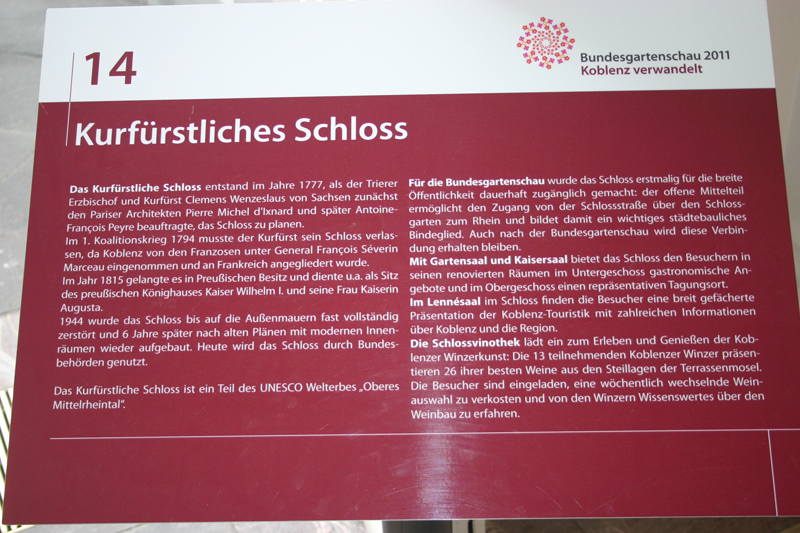 14
Bundesgartenschau 2011
Koblenz verwandelt
Kurfürstliches Schloss
Das Kurfürstliche Schloss entstand im Jahre 1777, als der Trierer
Erzbischof und Kurfürst Clemens Wenzeslaus von Sachsen zunächst
den Pariser Architekten Pierre Michel d'Ixnard und später Antoine-
François Peyre beauftragte, das Schloss zu planen.
Im 1. Koalitionskrieg 1794 musste der Kurfürst sein Schloss verlas-
sen, da Koblenz von den Franzosen unter General François Séverin
Marceau eingenommen und an Frankreich angegliedert wurde.
Im Jahr 1815 gelangte es in Preußischen Besitz und diente u.a. als Sitz
des preußischen Könighauses Kaiser Wilhelm I. und seine Frau Kaiserin
Augusta.
1944 wurde das Schloss bis auf die Außenmauern fast vollständig
zerstört und 6 Jahre später nach alten Plänen mit modernen Innen-
räumen wieder aufgebaut. Heute wird das Schloss durch Bundes-
behörden genutzt.
Das Kurfürstliche Schloss ist ein Teil des UNESCO Welterbes „Oberes
Mittelrheintal“.
Für die Bundesgartenschau wurde das Schloss erstmalig für die breite
Öffentlichkeit dauerhaft zugänglich gemacht: der offene Mittelteil
ermöglicht den Zugang von der Schlossstraße über den Schloss-
garten zum Rhein und bildet damit ein wichtiges städtebauliches
Bindeglied. Auch nach der Bundesgartenschau wird diese Verbin-
dung erhalten bleiben.
Mit Gartensaal und Kaisersaal bietet das Schloss den Besuchern in
seinen renovierten Räumen im Untergeschoss gastronomische An-
gebote und im Obergeschoss einen repräsentativen Tagungsort.
Im Lennésaal im Schloss finden die Besucher eine breit gefächerte
Präsentation der Koblenz-Touristik mit zahlreichen Informationen
über Koblenz und die Region.
Die Schlossvinothek lädt ein zum Erleben und Genießen der Kob-
lenzer Winzerkunst: Die 13 teilnehmenden Koblenzer Winzer präsen-
tieren 26 ihrer besten Weine aus den Steillagen der Terrassenmosel.
Die Besucher sind eingeladen, eine wöchentlich wechselnde Wein-
auswahl zu verkosten und von den Winzern Wissenswertes über den
Weinbau zu erfahren.